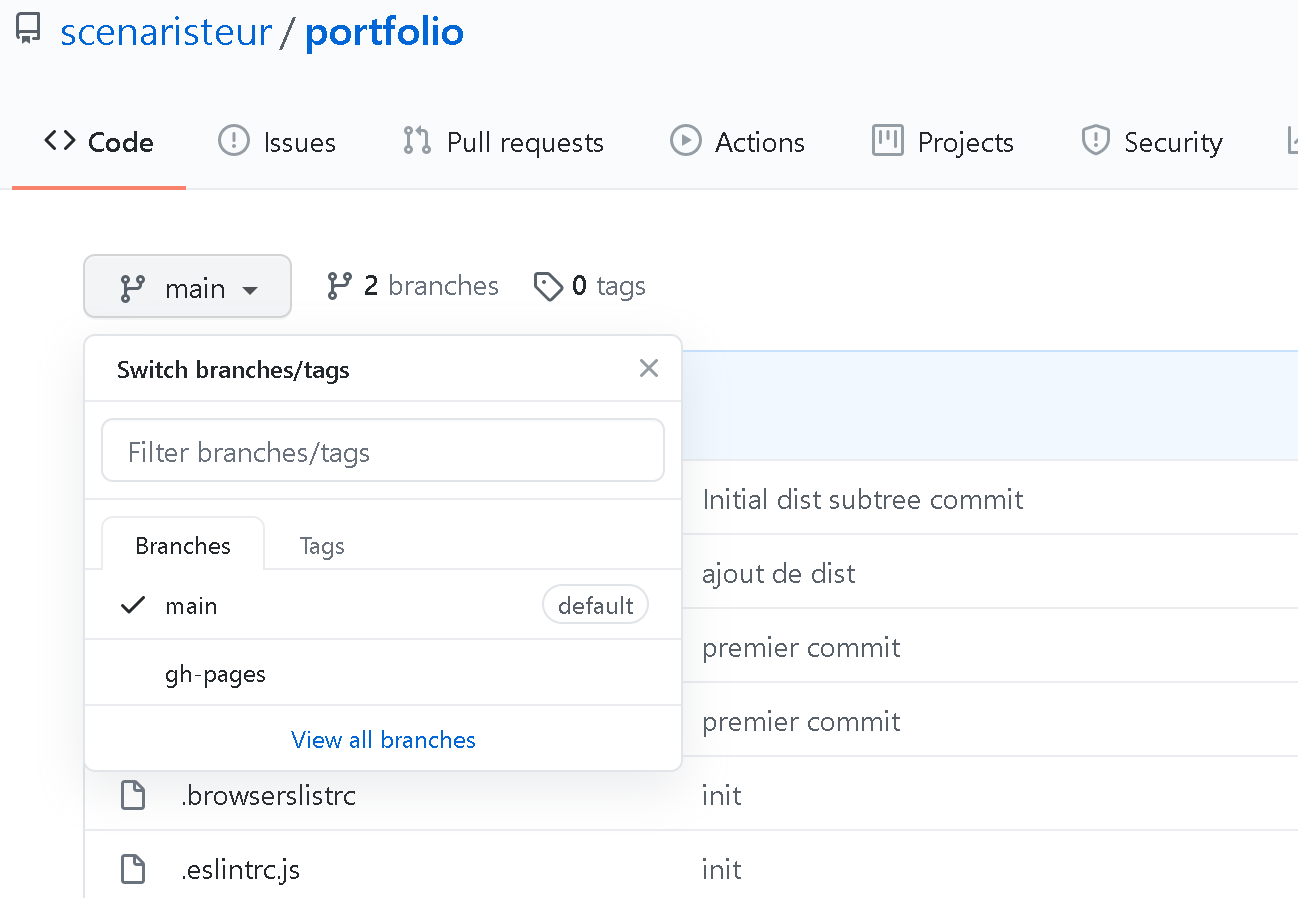 scenaristeur / portfolio
Code Issues Pull requests Actions Projects Security
main 2 branches 0 tags
Switch branches/tags
Filter branches/tags
Initial dist subtree commit
Branches Tags
ajout de dist
main default
premier commit
gh-pages
premier commit
View all branches
.browserslistrc init
.eslintrc.js init